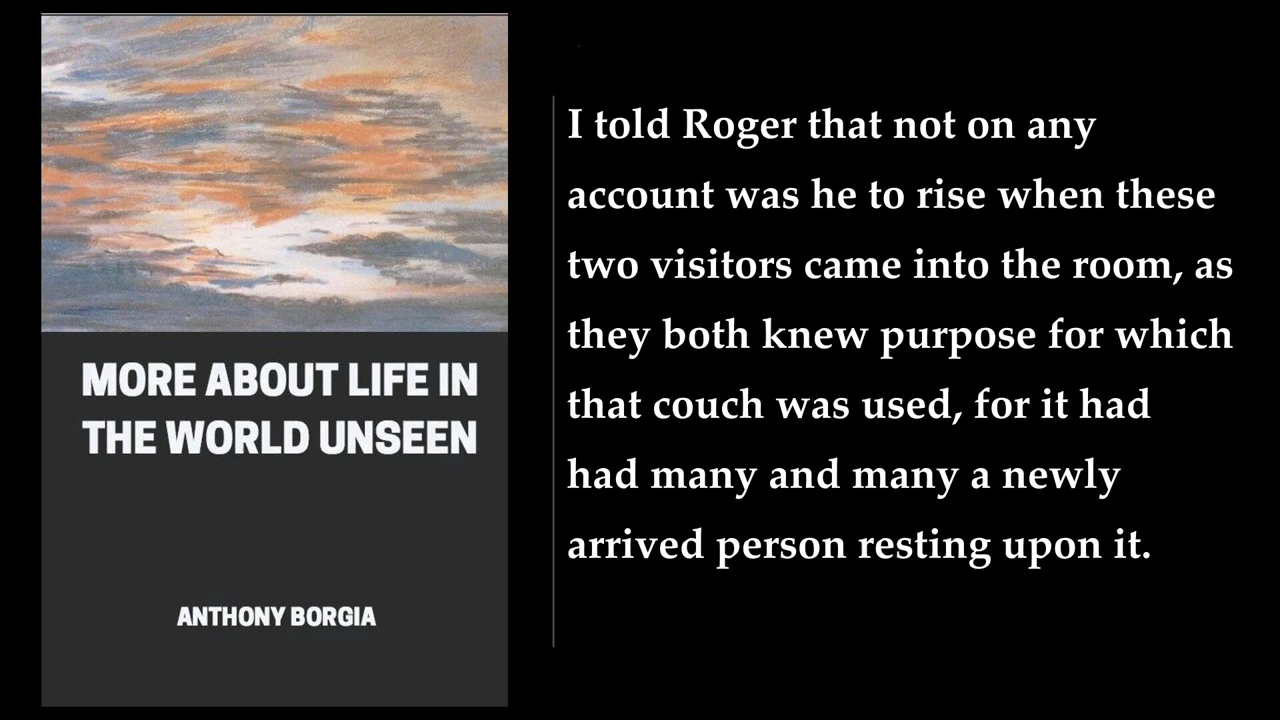 MORE ABOUT LIFE IN
THE WORLD UNSEEN
ANTHONY BORGIA
I told Roger that not on any
account was he to rise when these
two visitors came into the room, as
they both knew purpose for which
that couch was used, for it had
had many and many a newly
arrived person resting upon it.